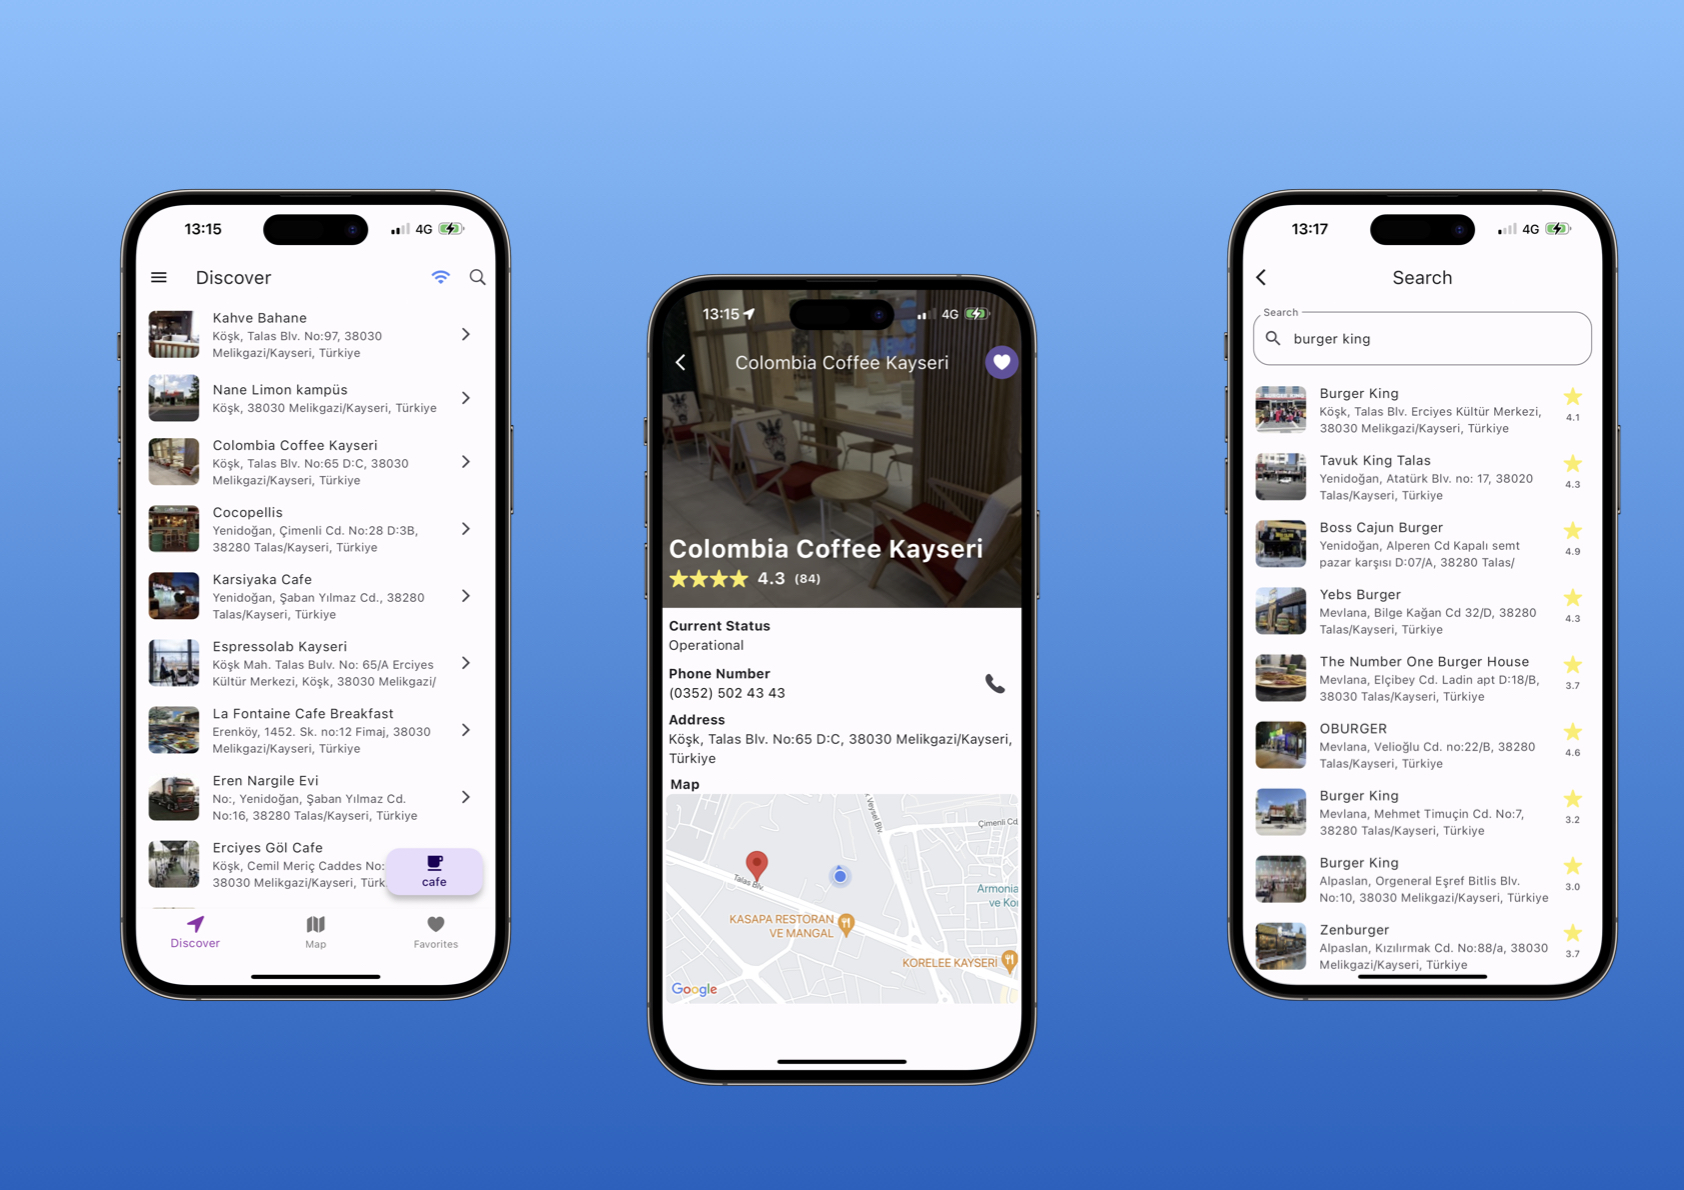 13:15
4G
Discover
Kahve Bahane
Köşk, Talas Blv. No:97, 38030
Melikgazi/Kayseri, Türkiye
Nane Limon kampüs
Köşk, 38030 Melikgazi/Kayseri, Türkiye
Colombia Coffee Kayseri
Köşk, Talas Blv. No:65 D:C, 38030
Melikgazi/Kayseri, Türkiye
Cocopellis
Yenidoğan, Çimenli Cd. No:28 D:3B,
38280 Talas/Kayseri, Türkiye
Karsiyaka Cafe
Yenidoğan, Şaban Yılmaz Cd., 38280
Talas/Kayseri, Türkiye
Espressolab Kayseri
Köşk Mah. Talas Bulv. No: 65/A Erciyes
Kültür Merkezi, Köşk, 38030 Melikgazi/
La Fontaine Cafe Breakfast
Erenköy, 1452. Sk. no:12 Fimaj, 38030
Melikgazi/Kayseri, Türkiye
Eren Nargile Evi
No:, Yenidoğan, Şaban Yılmaz Cd.
No:16, 38280 Talas/Kayseri, Türkiye
Erciyes Göl Cafe
Köşk, Cemil Meriç Caddes No:
38030 Melikgazi/Kayseri, Türk
cafe
Discover
Map
Favorites
13:15
4G
Colombia Coffee Kayseri
Colombia Coffee Kayseri
4.3 (84)
Current Status
Operational
Phone Number
(0352) 502 43 43
Address
Köşk, Talas Blv. No:65 D:C, 38030 Melikgazi/Kayseri,
Türkiye
Map
Veysel Blv.
Çimenli Cd
Talas Blv.
Armonia
ve Ko
KASAPA RESTORAN
VE MANGAL
KORELEE KAYSERI
Google
13:17
4G
Search
Search
burger king
Burger King
Köşk, Talas Blv. Erciyes Kültür Merkezi,
38030 Melikgazi/Kayseri, Türkiye
4.1
Tavuk King Talas
Yenidoğan, Atatürk Blv. no: 17, 38020
Talas/Kayseri, Türkiye
4.3
Boss Cajun Burger
Yenidoğan, Alperen Cd Kapalı semt
pazar karşısı D:07/A, 38280 Talas/
4.9
Yebs Burger
Mevlana, Bilge Kağan Cd 32/D, 38280
Talas/Kayseri, Türkiye
4.3
The Number One Burger House
Mevlana, Elçibey Cd. Ladin apt D:18/B,
38030 Talas/Kayseri, Türkiye
3.7
OBURGER
Mevlana, Velioğlu Cd. no:22/B, 38280
Talas/Kayseri, Türkiye
4.6
Burger King
Mevlana, Mehmet Timuçin Cd. No:7,
38280 Talas/Kayseri, Türkiye
3.2
Burger King
Alpaslan, Orgeneral Eşref Bitlis Blv.
No:10, 38030 Melikgazi/Kayseri, Türkiye
3.0
Zenburger
Alpaslan, Kızılırmak Cd. No:88/a, 38030
Melikgazi/Kayseri, Türkiye
3.7